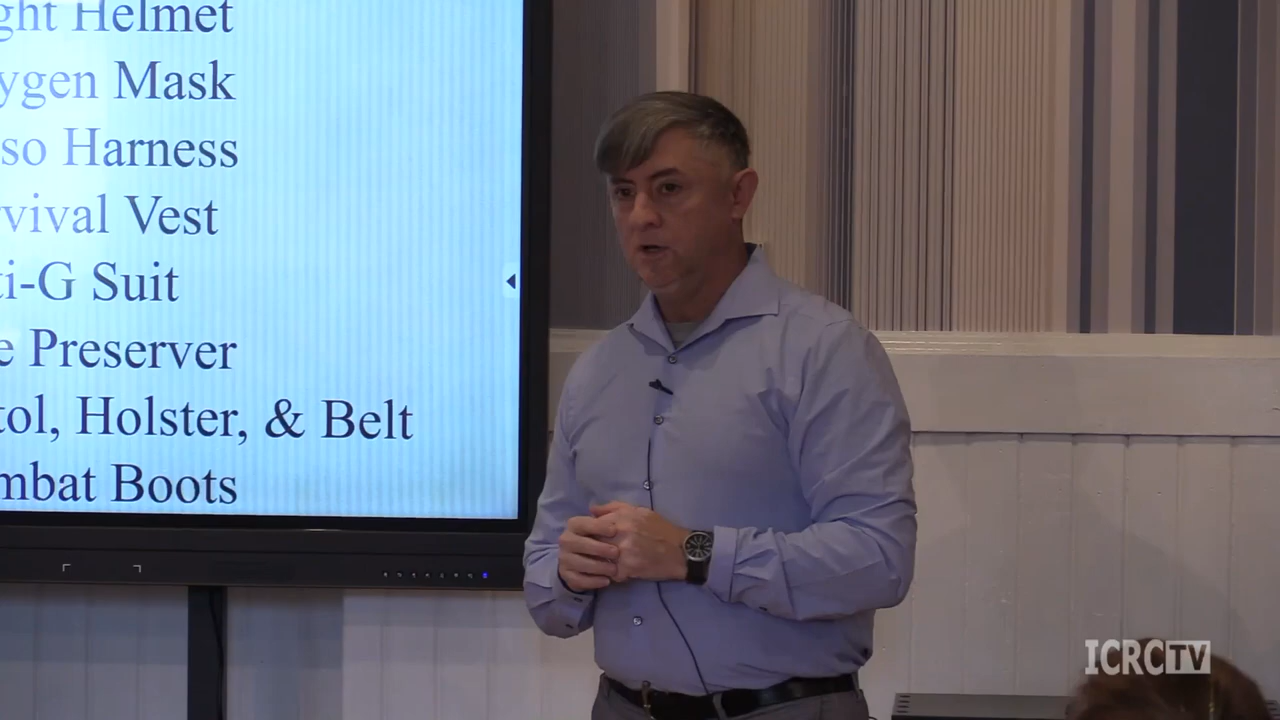 ght Helmet
ygen Mask
so Harness
vival Vest
ti-G Suit
e Preserver
tol, Holster, & Belt
mbat Boots
ICRCTV